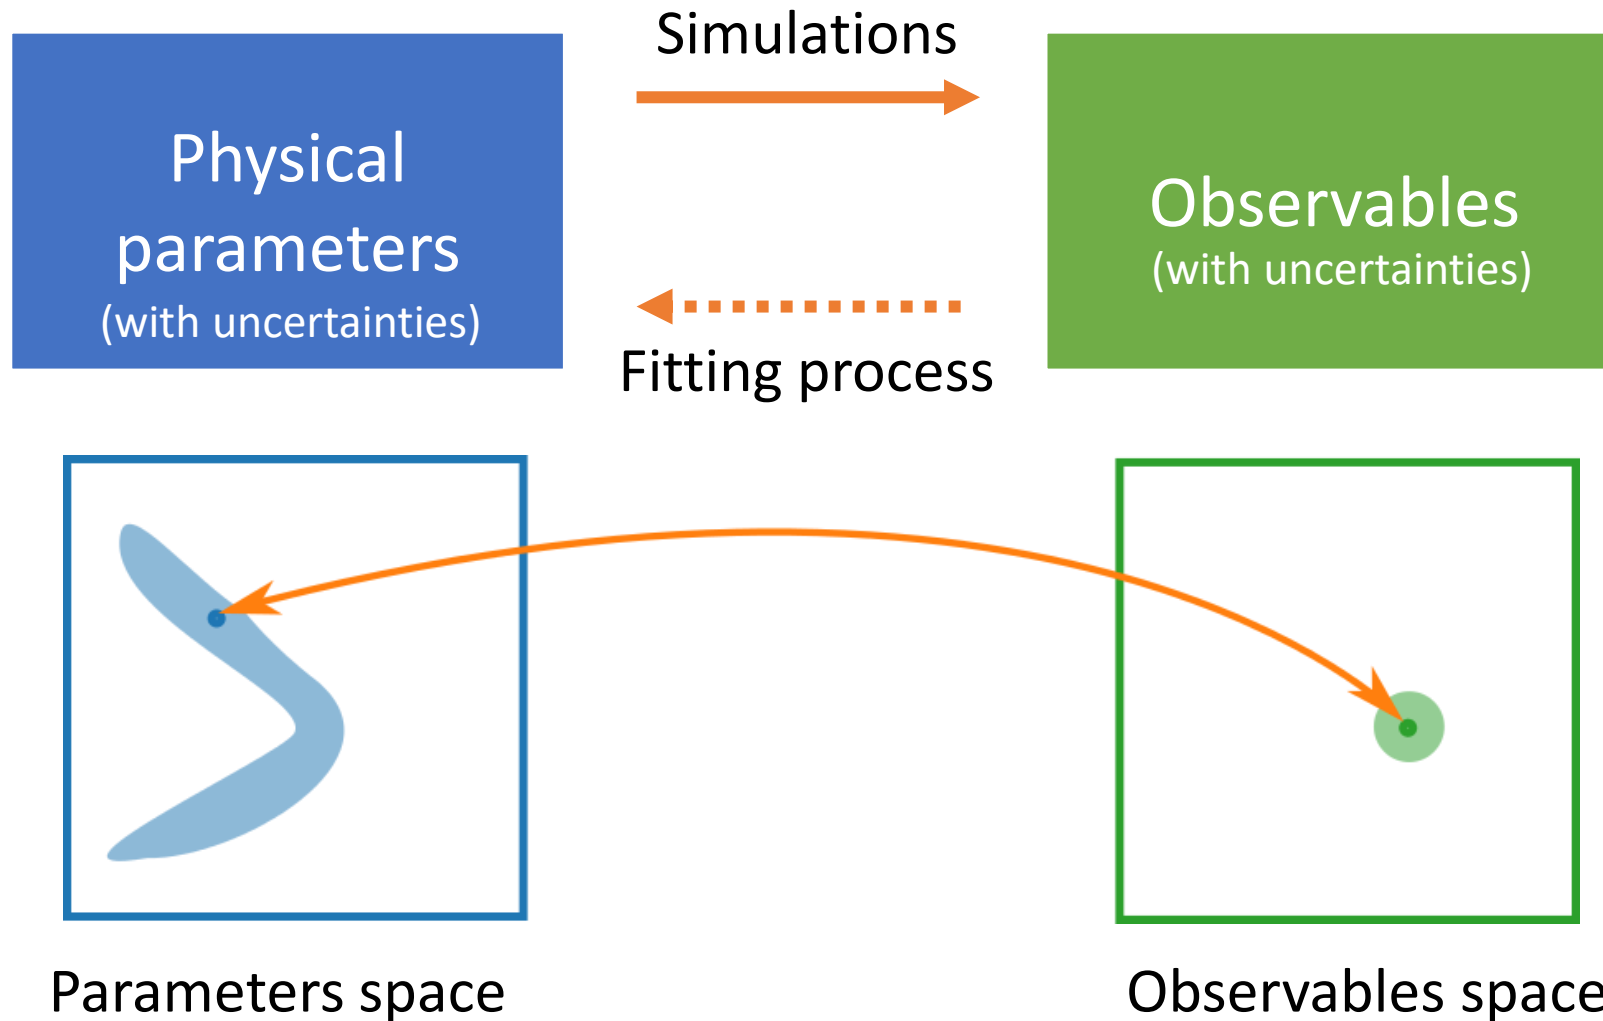 Simulations
Physical
parameters
(with uncertainties)
Observables
(with uncertainties)
Fitting process
Parameters space
Observables space